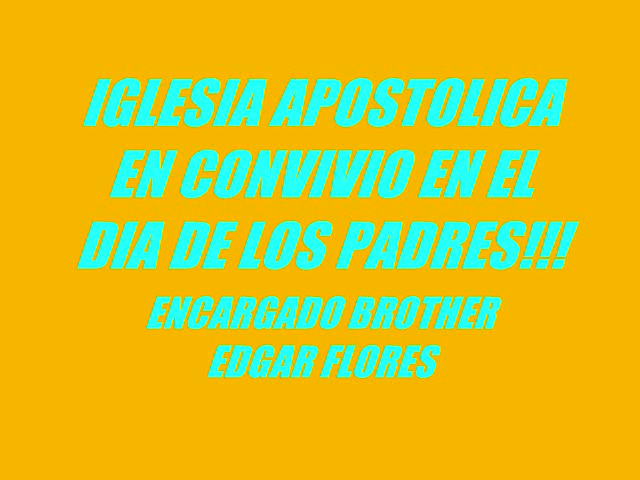 IGLESIA APOSTOLICA
EN CONVIVIO EN EL
DIA DE LOS PADRES!!!
ENCARGADO BROTHER
EDGAR FLORES